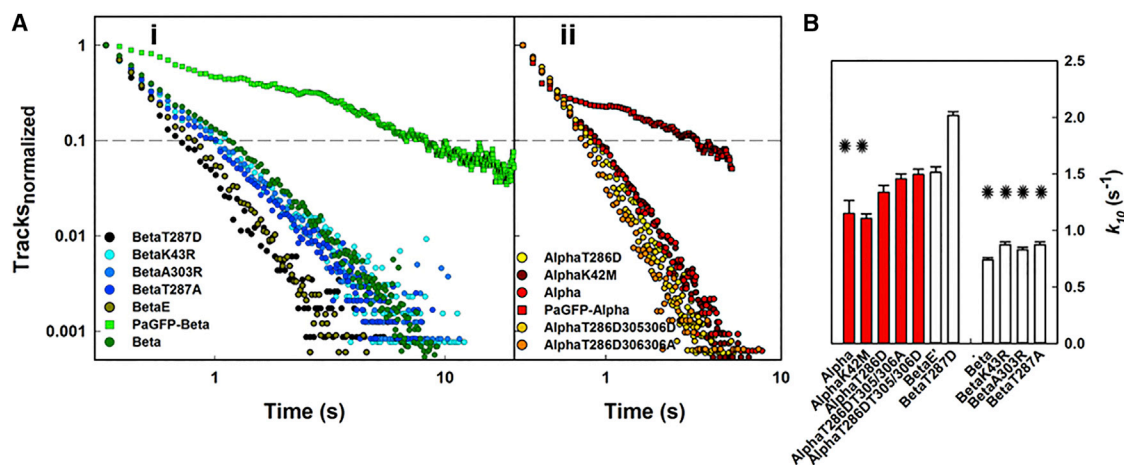 A
i
ii
B
1
0.1
0.01
0.001
Tracksnormalized
BetaT287D
BetaK43R
BetaA303R
BetaT287A
BetaE
PaGFP-Beta
Beta
AlphaT286D
AlphaK42M
Alpha
PaGFP-Alpha
AlphaT286D305306D
AlphaT286D306306A
1
10
1
10
Time (s)
Time (s)
2.5
2.0
1.5
1.0
0.5
0.0
k10 (s-1)
Alpha
AlphaK42M
AlphaT286D
AlphaT286DT305/306A
AlphaT286DT305/306D
BetaE'
BetaT287D
Beta
BetaK43R
BetaA303R
BetaT287A